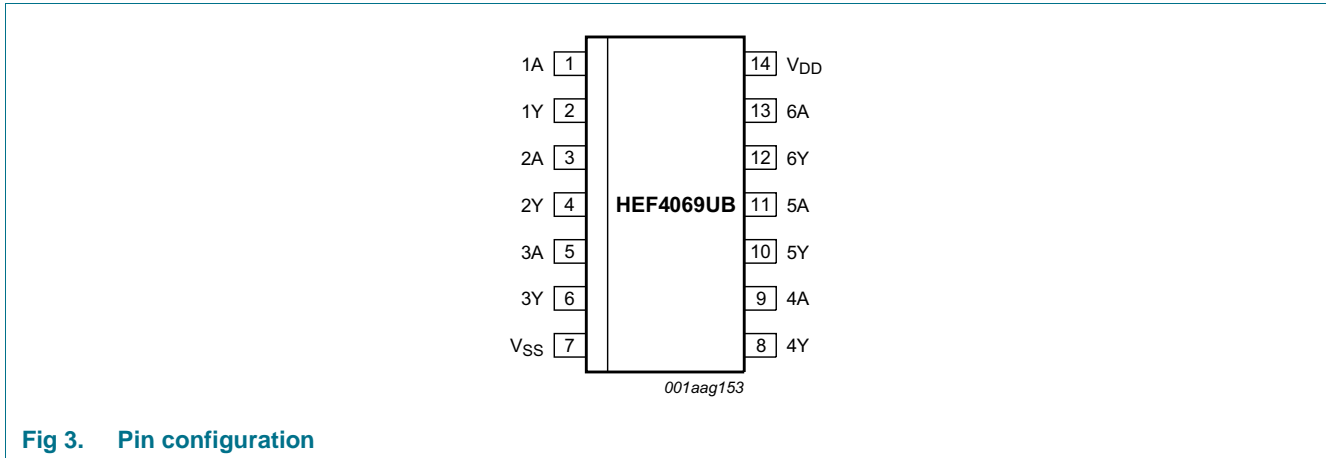 1A 1 14 VDD
1Y 2 13 6A
2A 3 12 6Y
2Y 4 HEF4069UB 11 5A
3A 5 10 5Y
3Y 6 9 4A
VSS 7 8 4Y
001aag153
Fig 3. Pin configuration